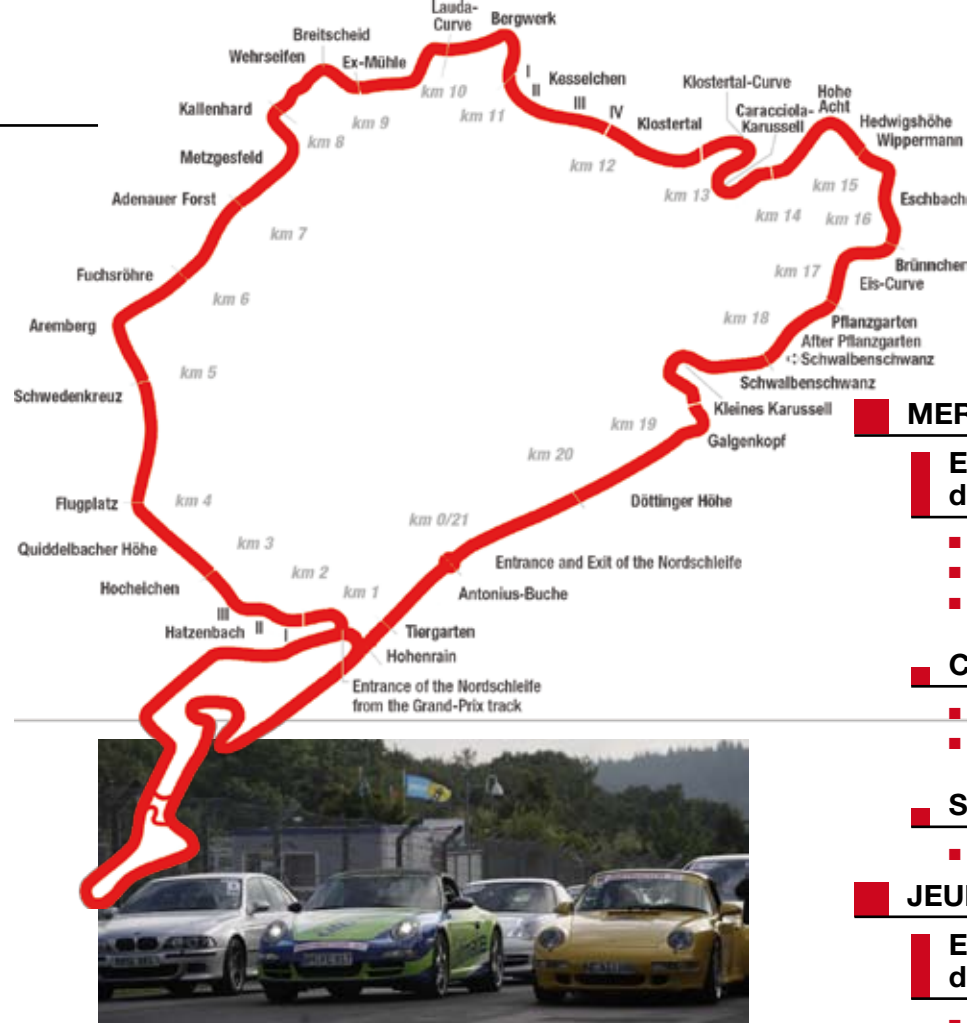 Lauda-
Curve
Bergwerk
Breitscheid
Wehrseifen
Ex-Mühle
I
II
Kesselchen
III
IV
Klostertal
Klostertal-Curve
Caracciola-
Karussell
Hohe
Acht
Hedwigshöhe
Wippermann
Kallenhard
Metzgesfeld
Adenauer Forst
Fuchsröhre
Aremberg
Schwedenkreuz
Flugplatz
Quiddelbacher Höhe
Hocheichen
III
II
I
Hatzenbach
km 10
km 11
km 9
km 8
km 12
km 13
km 14
km 15
km 16
km 7
km 6
km 5
km 4
km 3
km 2
km 1
km 0/21
km 20
km 19
km 18
km 17
Eschbach
Brünnchen
Eis-Curve
Pflanzgarten
After Pflanzgarten
Schwalbenschwanz
Schwalbenschwanz
Kleines Karussell
Galgenkopf
Döttinger Höhe
Entrance and Exit of the Nordschleife
Antonius-Buche
Tiergarten
Hohenrain
Entrance of the Nordschleife
from the Grand-Prix track
MER
E
d
C
S
JEU
E
d